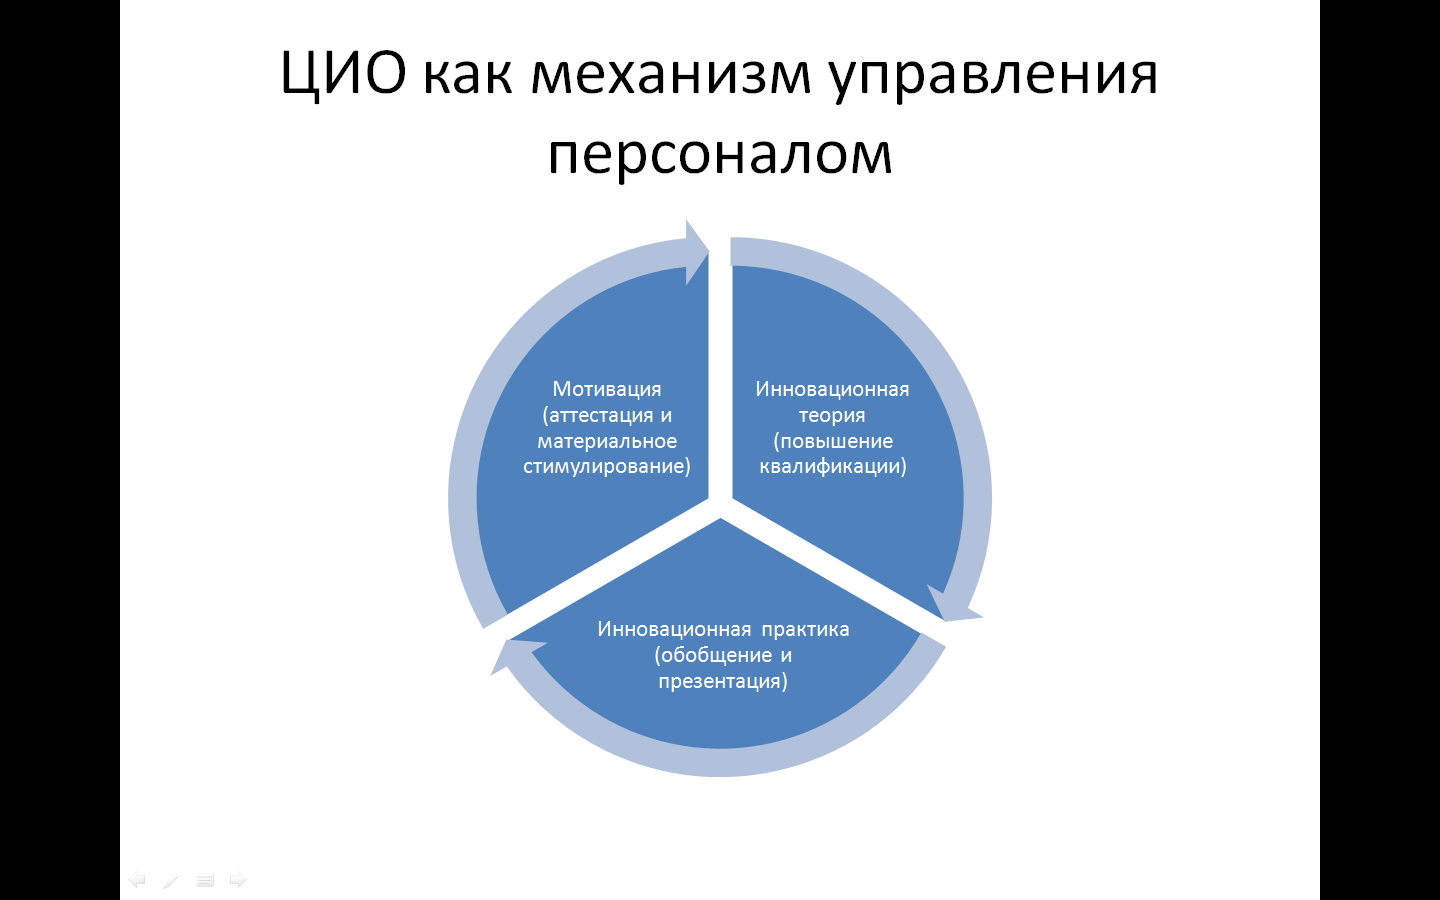 ЦИО как механизм управления
персоналом
Мотивация
(аттестация и
материальное
стимулирование)
Инновационная
теория
(повышение
квалификации)
Инновационная практика
(обобщение и
презентация)